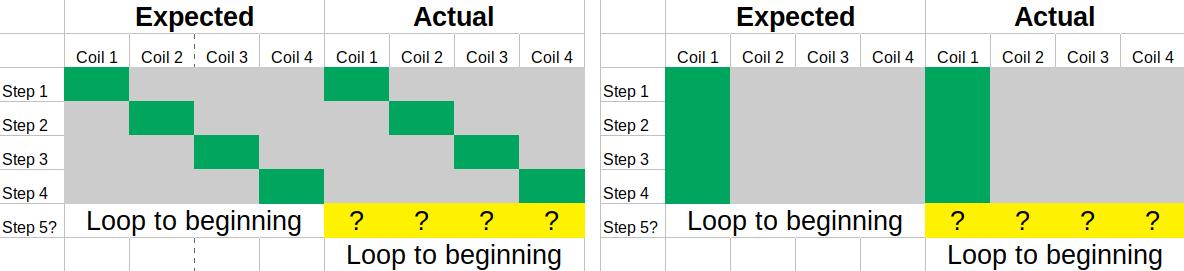 Expected Actual Expected Actual
Coil 1 Coil 2 Coil 3 Coil 4 Coil 1 Coil 2 Coil 3 Coil 4 Coil 1 Coil 2 Coil 3 Coil 4 Coil 1 Coil 2 Coil 3 Coil 4
Step 1 Step 1
Step 2 Step 2
Step 3 Step 3
Step 4 Step 4
Step 5? Loop to beginning ? ? ? ? Step 5? Loop to beginning ? ? ? ?
Loop to beginning Loop to beginning